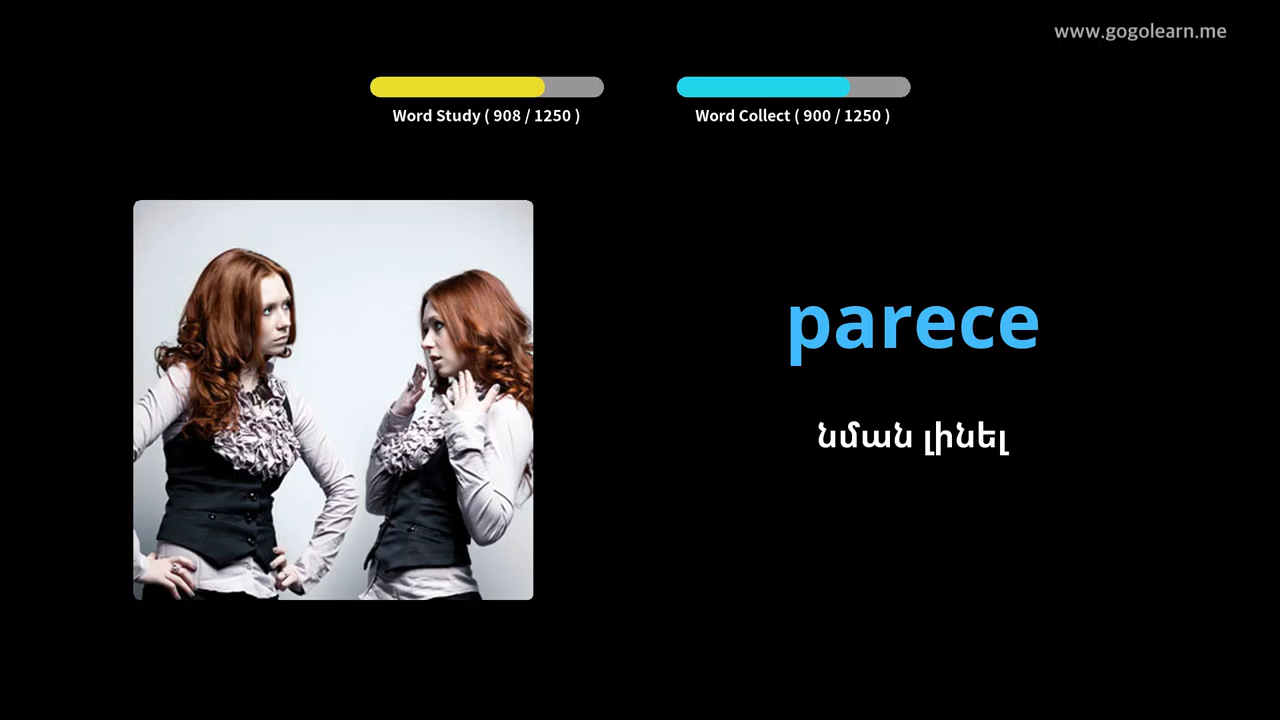 www.gogolearn.me
Word Study ( 908 / 1250 )
Word Collect ( 900 / 1250 )
parece
նման լինել